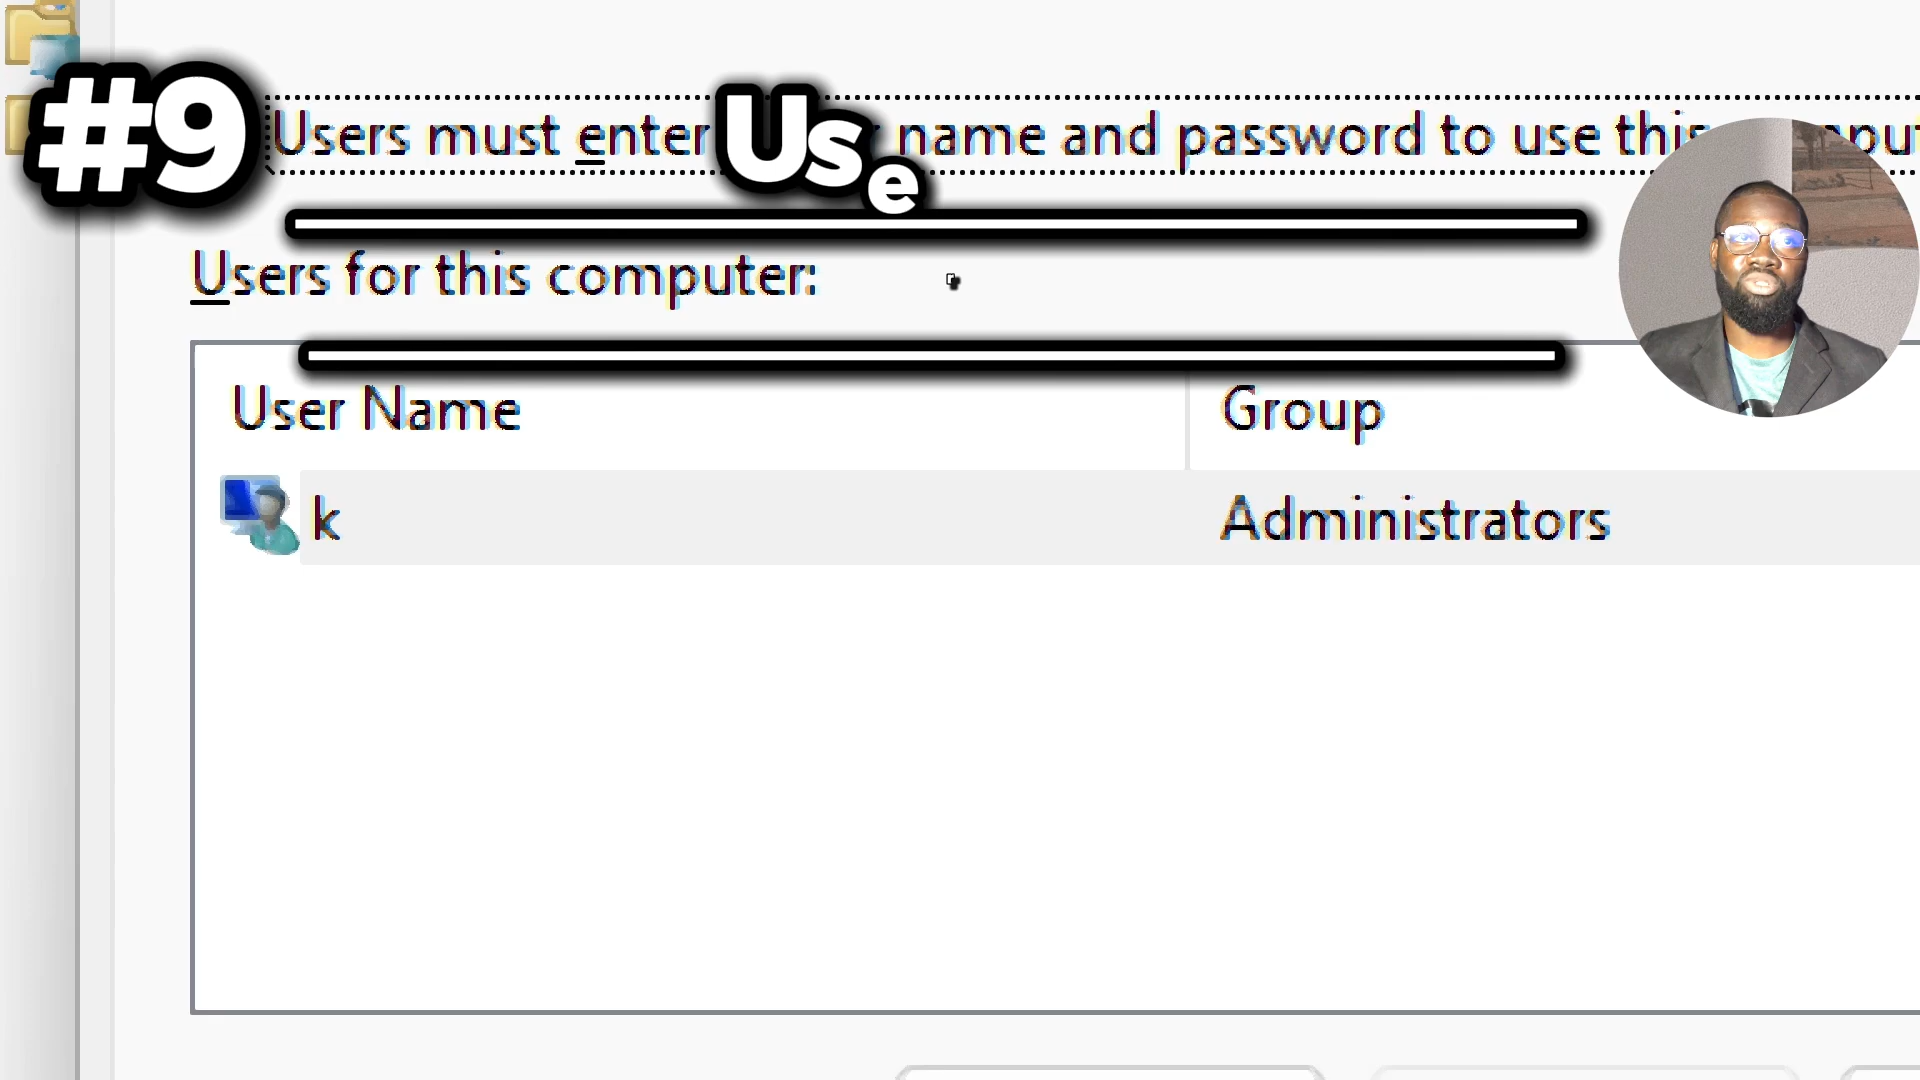 #9
Use
Users must enter name and password to use this
Users for this computer:
User Name Group
k Administrators